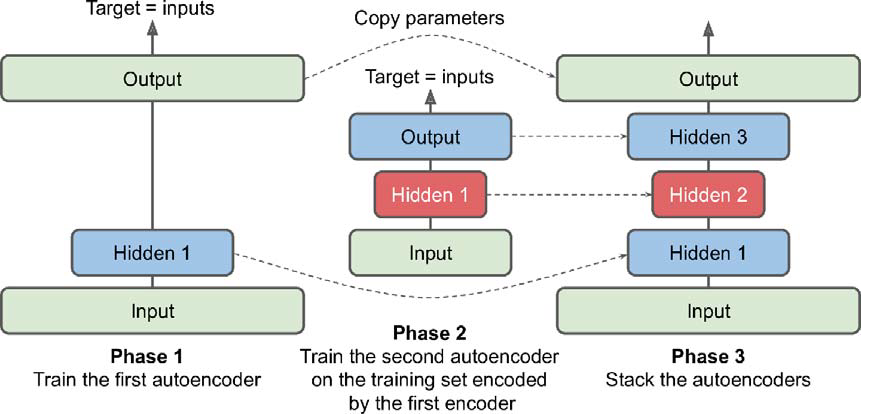 Target = inputs
Output
Hidden 1
Input
Phase 1
Train the first autoencoder
Copy parameters
Target = inputs
Output
Hidden 1
Input
Phase 2
Train the second autoencoder
on the training set encoded
by the first encoder
Output
Hidden 3
Hidden 2
Hidden 1
Input
Phase 3
Stack the autoencoders